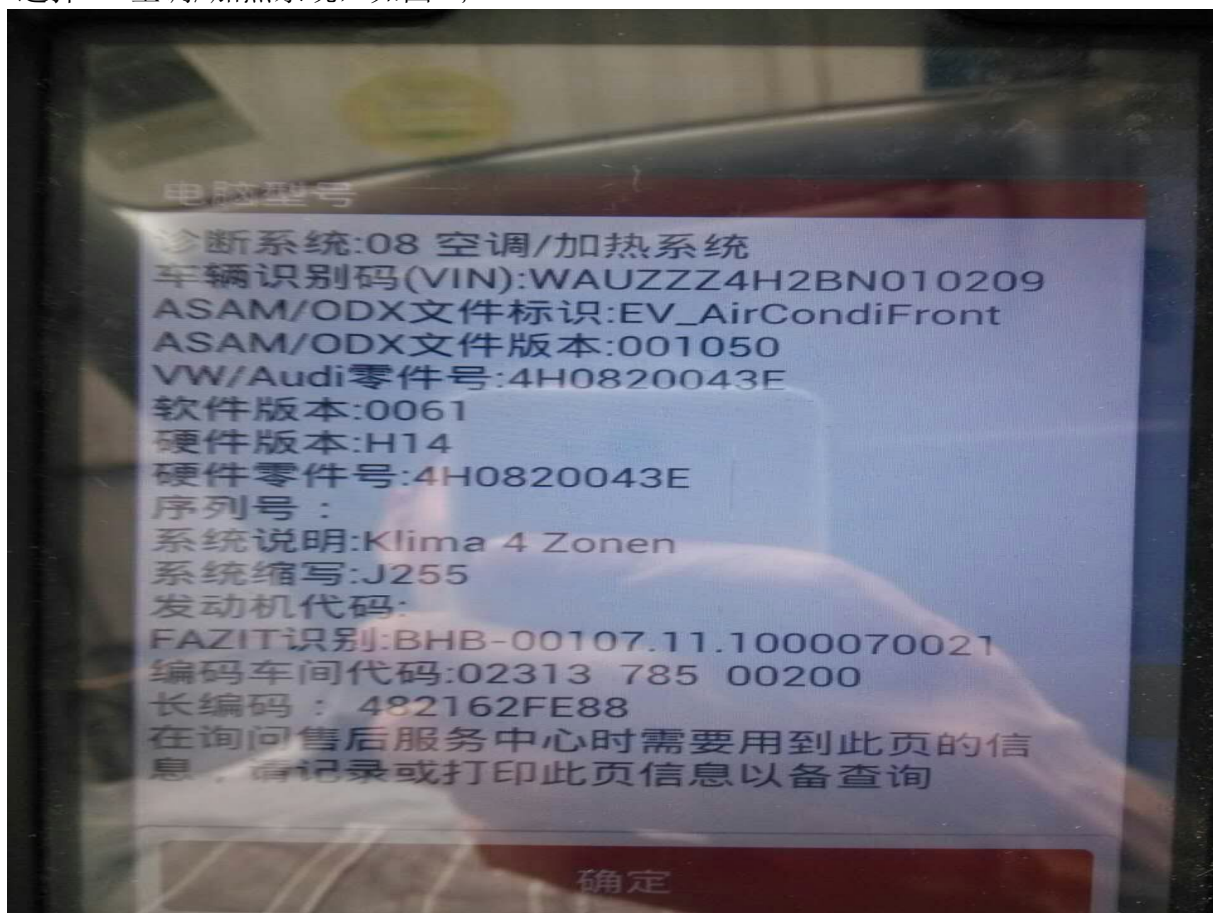 电脑型号
诊断系统:08 空调/加热系统
车辆识别码(VIN):WAUZZZ4H2BN010209
ASAM/ODX文件标识:EV_AirCondiFront
ASAM/ODX文件版本:001050
VW/Audi零件号:4H0820043E
软件版本:0061
硬件版本:H14
硬件零件号:4H0820043E
序列号：
系统说明:Klima 4 Zonen
系统缩写:J255
发动机代码:
FAZIT识别:BHB-00107.11.1000070021
编码车间代码:02313 785 00200
长编码： 482162FE88
在询问售后服务中心时需要用到此页的信
息，请记录或打印此页信息以备查询
确定